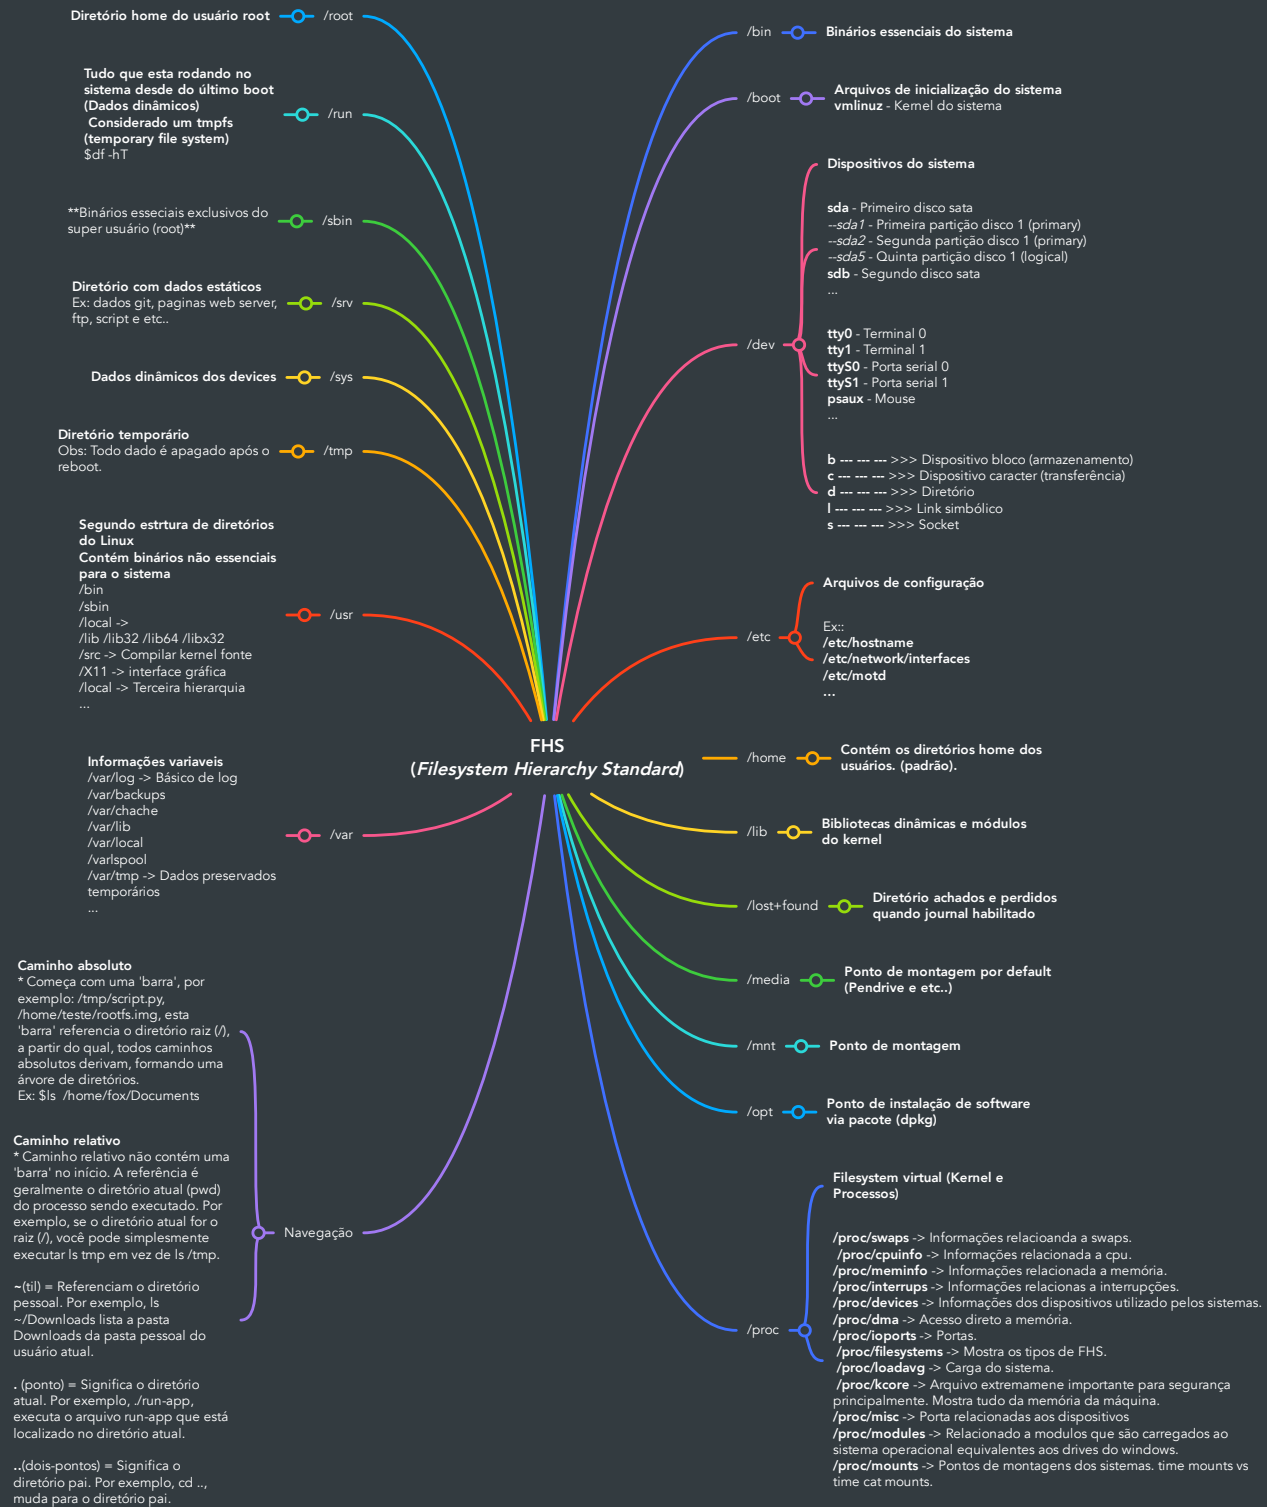 Diretório home do usuário root
/root
Tudo que esta rodando no
sistema desde do último boot
(Dados dinâmicos)
Considerado um tmpfs
(temporary file system)
$df -hT
/run
**Binários esseciais exclusivos do
super usuário (root)**
/sbin
Diretório com dados estáticos
Ex: dados git, paginas web server,
ftp, script e etc..
/srv
Dados dinâmicos dos devices
/sys
Diretório temporário
Obs: Todo dado é apagado após o
reboot.
/tmp
Segundo estrtura de diretórios
do Linux
Contém binários não essenciais
para o sistema
/bin
/sbin
/local ->
/lib /lib32 /lib64 /libx32
/src -> Compilar kernel fonte
/X11 -> interface gráfica
/local -> Terceira hierarquia
...
/usr
Informações variaveis
/var/log -> Básico de log
/var/backups
/var/chache
/var/lib
/var/local
/varlspool
/var/tmp -> Dados preservados
temporários
...
/var
Caminho absoluto
* Começa com uma 'barra', por
exemplo: /tmp/script.py,
/home/teste/rootfs.img, esta
'barra' referencia o diretório raiz (/),
a partir do qual, todos caminhos
absolutos derivam, formando uma
árvore de diretórios.
Ex: $ls  /home/fox/Documents
Caminho relativo
* Caminho relativo não contém uma
'barra' no início. A referência é
geralmente o diretório atual (pwd)
do processo sendo executado. Por
exemplo, se o diretório atual for o
raiz (/), você pode simplesmente
executar ls tmp em vez de ls /tmp.
~(til) = Referenciam o diretório
pessoal. Por exemplo, ls
~/Downloads lista a pasta
Downloads da pasta pessoal do
usuário atual.
. (ponto) = Significa o diretório
atual. Por exemplo, ./run-app,
executa o arquivo run-app que está
localizado no diretório atual.
..(dois-pontos) = Significa o
diretório pai. Por exemplo, cd ..,
muda para o diretório pai.
Navegação
FHS
(Filesystem Hierarchy Standard)
/bin
Binários essenciais do sistema
/boot
Arquivos de inicialização do sistema
vmlinuz - Kernel do sistema
/dev
Dispositivos do sistema
sda - Primeiro disco sata
--sda1 - Primeira partição disco 1 (primary)
--sda2 - Segunda partição disco 1 (primary)
--sda5 - Quinta partição disco 1 (logical)
sdb - Segundo disco sata
...
tty0 - Terminal 0
tty1 - Terminal 1
ttyS0 - Porta serial 0
ttyS1 - Porta serial 1
psaux - Mouse
...
b --- --- --- >>> Dispositivo bloco (armazenamento)
c --- --- --- >>> Dispositivo caracter (transferência)
d --- --- --- >>> Diretório
l --- --- --- >>> Link simbólico
s --- --- --- >>> Socket
/etc
Arquivos de configuração
Ex::
/etc/hostname
/etc/network/interfaces
/etc/motd
...
/home
Contém os diretórios home dos
usuários. (padrão).
/lib
Bibliotecas dinâmicas e módulos
do kernel
/lost+found
Diretório achados e perdidos
quando journal habilitado
/media
Ponto de montagem por default
(Pendrive e etc..)
/mnt
Ponto de montagem
/opt
Ponto de instalação de software
via pacote (dpkg)
/proc
Filesystem virtual (Kernel e
Processos)
/proc/swaps -> Informações relacioanda a swaps.
/proc/cpuinfo -> Informações relacionada a cpu.
/proc/meminfo -> Informações relacionada a memória.
/proc/interrups -> Informações relacionas a interrupções.
/proc/devices -> Informações dos dispositivos utilizado pelos sistemas.
/proc/dma -> Acesso direto a memória.
/proc/ioports -> Portas.
/proc/filesystems -> Mostra os tipos de FHS.
/proc/loadavg -> Carga do sistema.
/proc/kcore -> Arquivo extremamene importante para segurança
principalmente. Mostra tudo da memória da máquina.
/proc/misc -> Porta relacionadas aos dispositivos
/proc/modules -> Relacionado a modulos que são carregados ao
sistema operacional equivalentes aos drives do windows.
/proc/mounts -> Pontos de montagens dos sistemas. time mounts vs
time cat mounts.